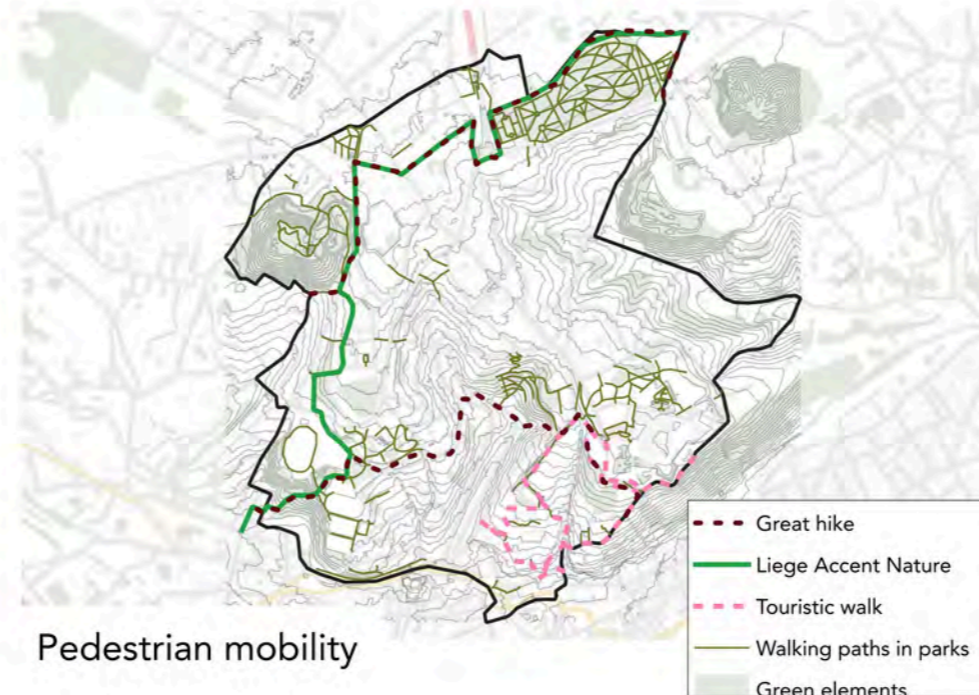 Great hike
Liege Accent Nature
Touristic walk
Walking paths in parks
Green elements
Pedestrian mobility